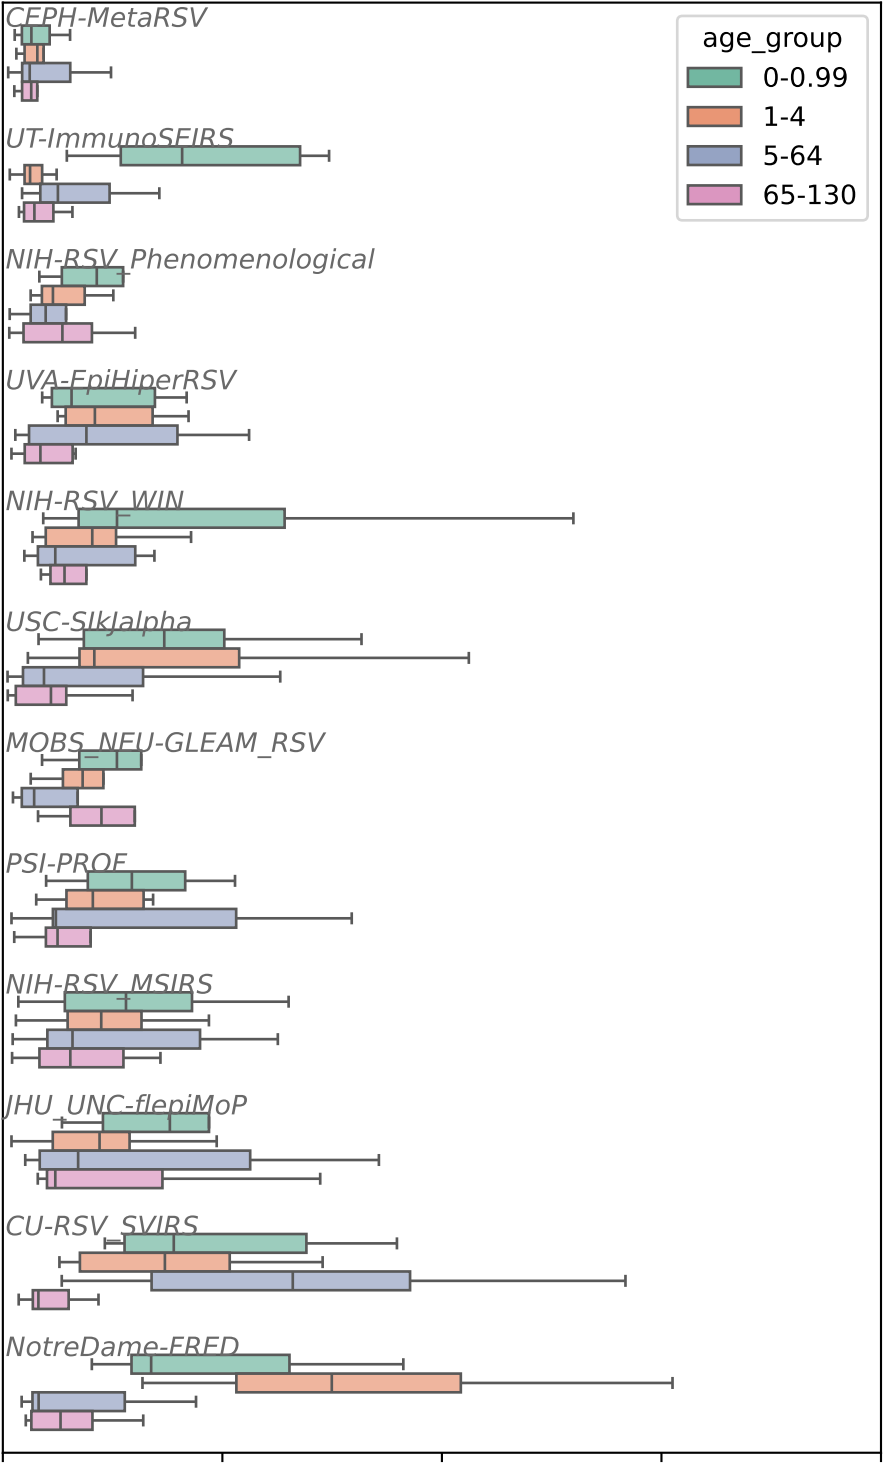 CEPH-MetaRSV
age_group
0-0.99
1-4
5-64
65-130
UT-ImmunoSEIRS
NIH-RSV_Phenomenological
UVA-EpiHiperRSV
NIH-RSV_WIN
USC-SIkJalpha
MOBS_NEU-GLEAM_RSV
PSI-PROF
NIH-RSV_MSIRS
JHU_UNC-flepiMoP
CU-RSV_SVIRS
NotreDame-FRED